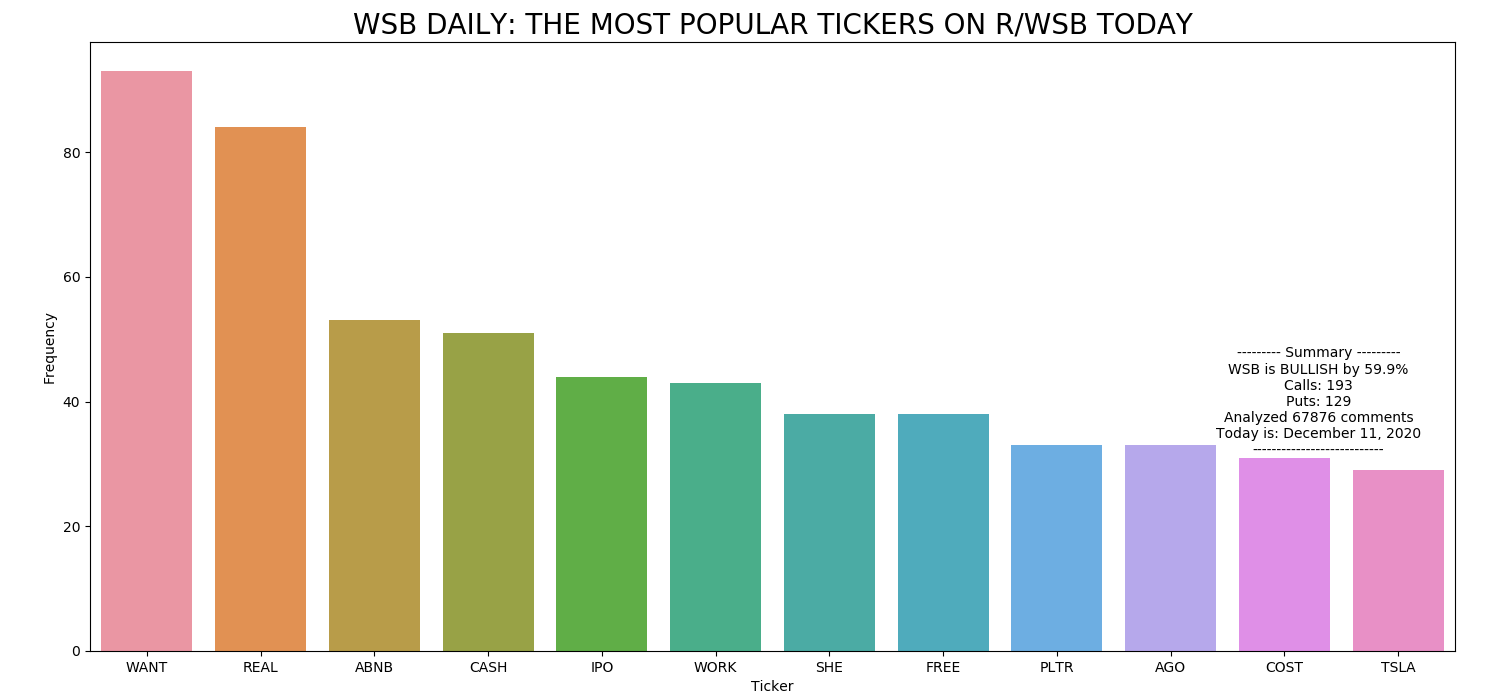 WSB DAILY: THE MOST POPULAR TICKERS ON R/WSB TODAY
Frequency
80
60
40
20
0
--------- Summary ---------
WSB is BULLISH by 59.9%
Calls: 193
Puts: 129
Analyzed 67876 comments
Today is: December 11, 2020
---------------------------
WANT REAL ABNB CASH IPO WORK SHE FREE PLTR AGO COST TSLA
Ticker